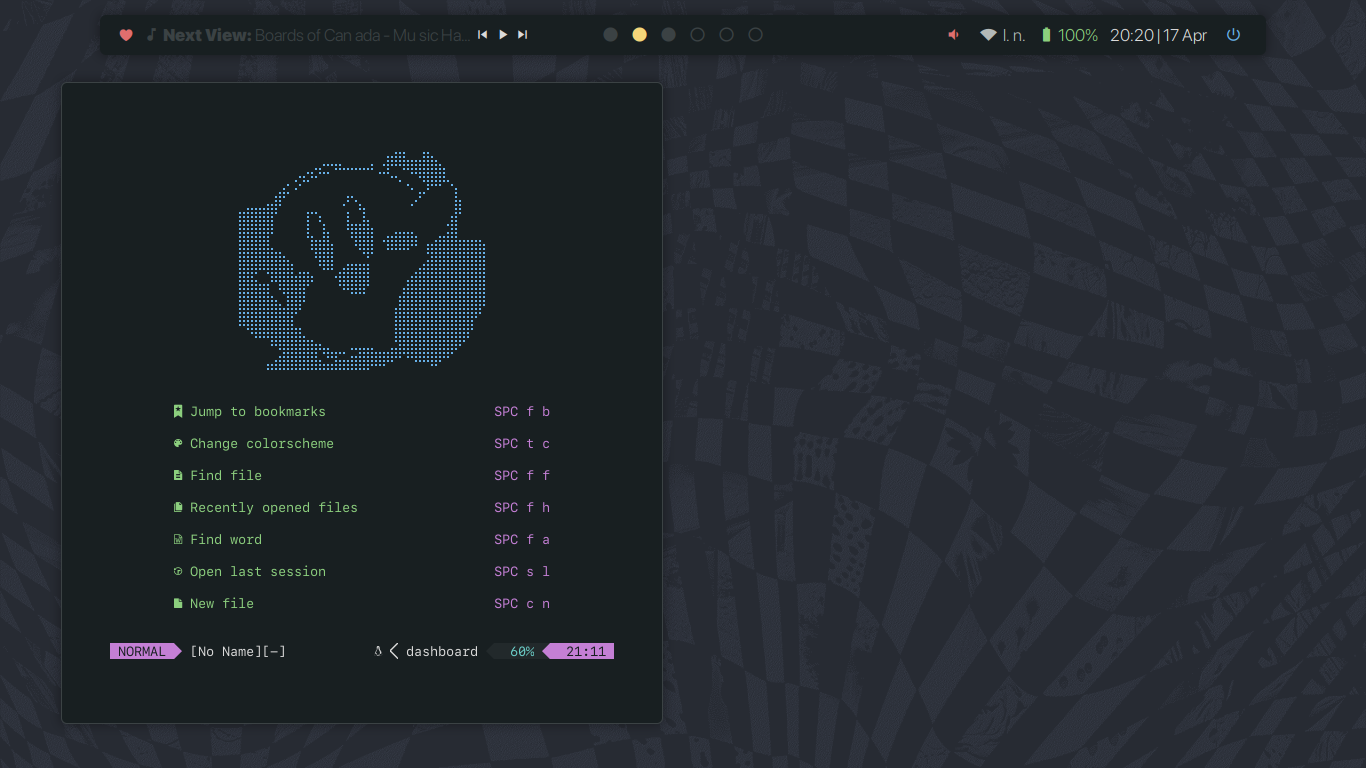 Next View: Boards of Can ada - Mu sic Ha... I. n. 100% 20:20|17 Apr
Jump to bookmarks SPC f b
Change colorscheme SPC t c
Find file SPC f f
Recently opened files SPC f h
Find word SPC f a
Open last session SPC s l
New file SPC c n
NORMAL [No Name][-] dashboard 60% 21:11